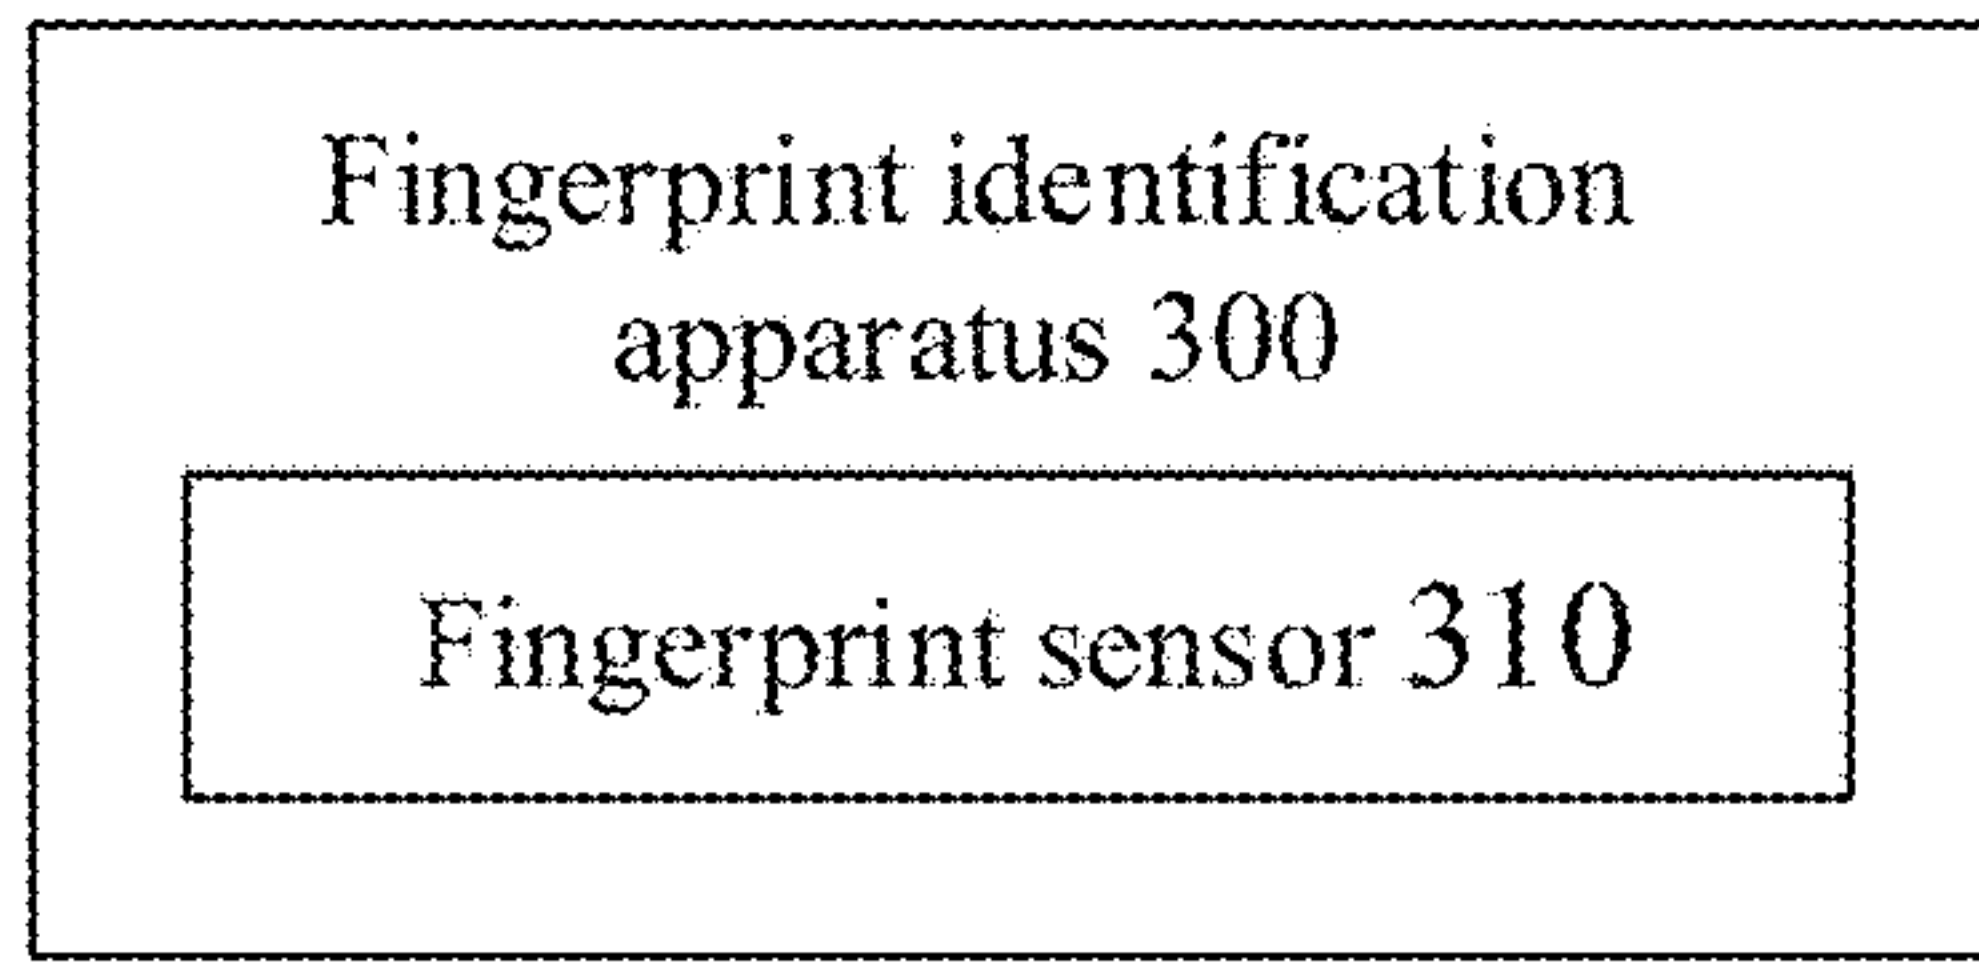 Fingerprint identification
apparatus 300
Fingerprint sensor 310